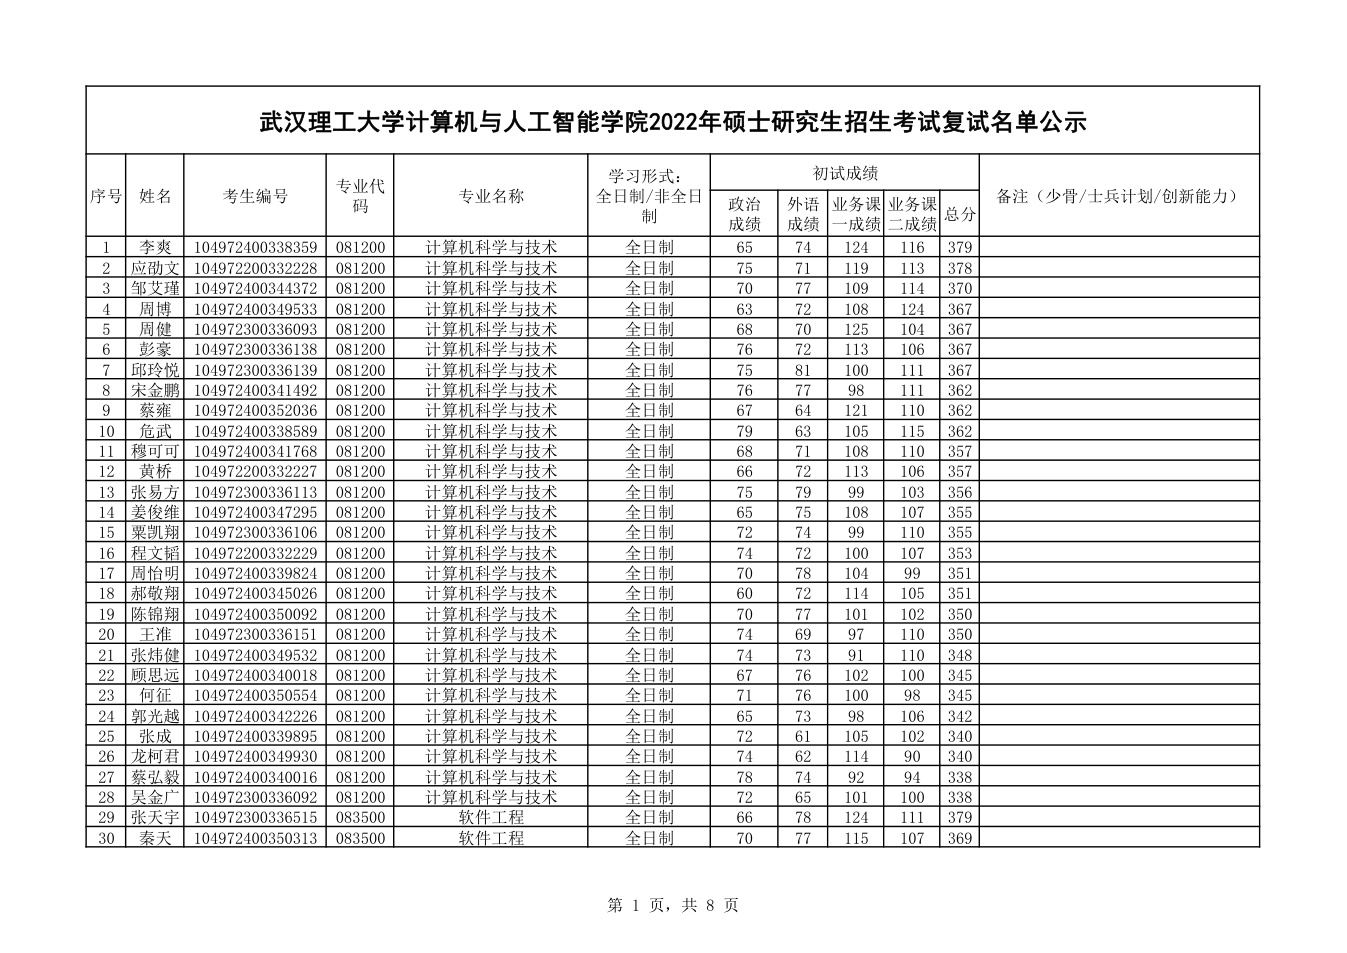 武汉理工大学计算机与人工智能学院2022年硕士研究生招生考试复试名单公示
序号 姓名 考生编号 专业代码 专业名称 学习形式：全日制/非全日制 初试成绩 备注（少骨/士兵计划/创新能力）
政治成绩 外语成绩 业务课一成绩 业务课二成绩 总分
1 李爽 104972400338359 081200 计算机科学与技术 全日制 65 74 124 116 379
2 应劭文 104972200332228 081200 计算机科学与技术 全日制 75 71 119 113 378
3 邹艾瑾 104972400344372 081200 计算机科学与技术 全日制 70 77 109 114 370
4 周博 104972400349533 081200 计算机科学与技术 全日制 63 72 108 124 367
5 周健 104972300336093 081200 计算机科学与技术 全日制 68 70 125 104 367
6 彭豪 104972300336138 081200 计算机科学与技术 全日制 76 72 113 106 367
7 邱玲悦 104972300336139 081200 计算机科学与技术 全日制 75 81 100 111 367
8 宋金鹏 104972400341492 081200 计算机科学与技术 全日制 76 77 98 111 362
9 蔡雍 104972400352036 081200 计算机科学与技术 全日制 67 64 121 110 362
10 危武 104972400338589 081200 计算机科学与技术 全日制 79 63 105 115 362
11 穆可可 104972400341768 081200 计算机科学与技术 全日制 68 71 108 110 357
12 黄桥 104972200332227 081200 计算机科学与技术 全日制 66 72 113 106 357
13 张易方 104972300336113 081200 计算机科学与技术 全日制 75 79 99 103 356
14 姜俊维 104972400347295 081200 计算机科学与技术 全日制 65 75 108 107 355
15 粟凯翔 104972300336106 081200 计算机科学与技术 全日制 72 74 99 110 355
16 程文韬 104972200332229 081200 计算机科学与技术 全日制 74 72 100 107 353
17 周怡明 104972400339824 081200 计算机科学与技术 全日制 70 78 104 99 351
18 郝敬翔 104972400345026 081200 计算机科学与技术 全日制 60 72 114 105 351
19 陈锦翔 104972400350092 081200 计算机科学与技术 全日制 70 77 101 102 350
20 王准 104972300336151 081200 计算机科学与技术 全日制 74 69 97 110 350
21 张炜健 104972400349532 081200 计算机科学与技术 全日制 74 73 91 110 348
22 顾思远 104972400340018 081200 计算机科学与技术 全日制 67 76 102 100 345
23 何征 104972400350554 081200 计算机科学与技术 全日制 71 76 100 98 345
24 郭光越 104972400342226 081200 计算机科学与技术 全日制 65 73 98 106 342
25 张成 104972400339895 081200 计算机科学与技术 全日制 72 61 105 102 340
26 龙柯君 104972400349930 081200 计算机科学与技术 全日制 74 62 114 90 340
27 蔡弘毅 104972400340016 081200 计算机科学与技术 全日制 78 74 92 94 338
28 吴金广 104972300336092 081200 计算机科学与技术 全日制 72 65 101 100 338
29 张天宇 104972300336515 083500 软件工程 全日制 66 78 124 111 379
30 秦天 104972400350313 083500 软件工程 全日制 70 77 115 107 369
第 1 页，共 8 页